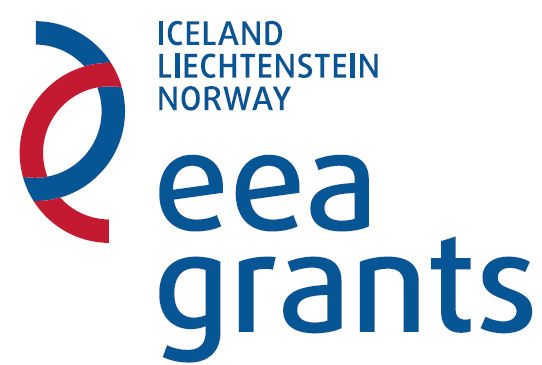 ICELAND
LIECHTENSTEIN
NORWAY
eea
grants